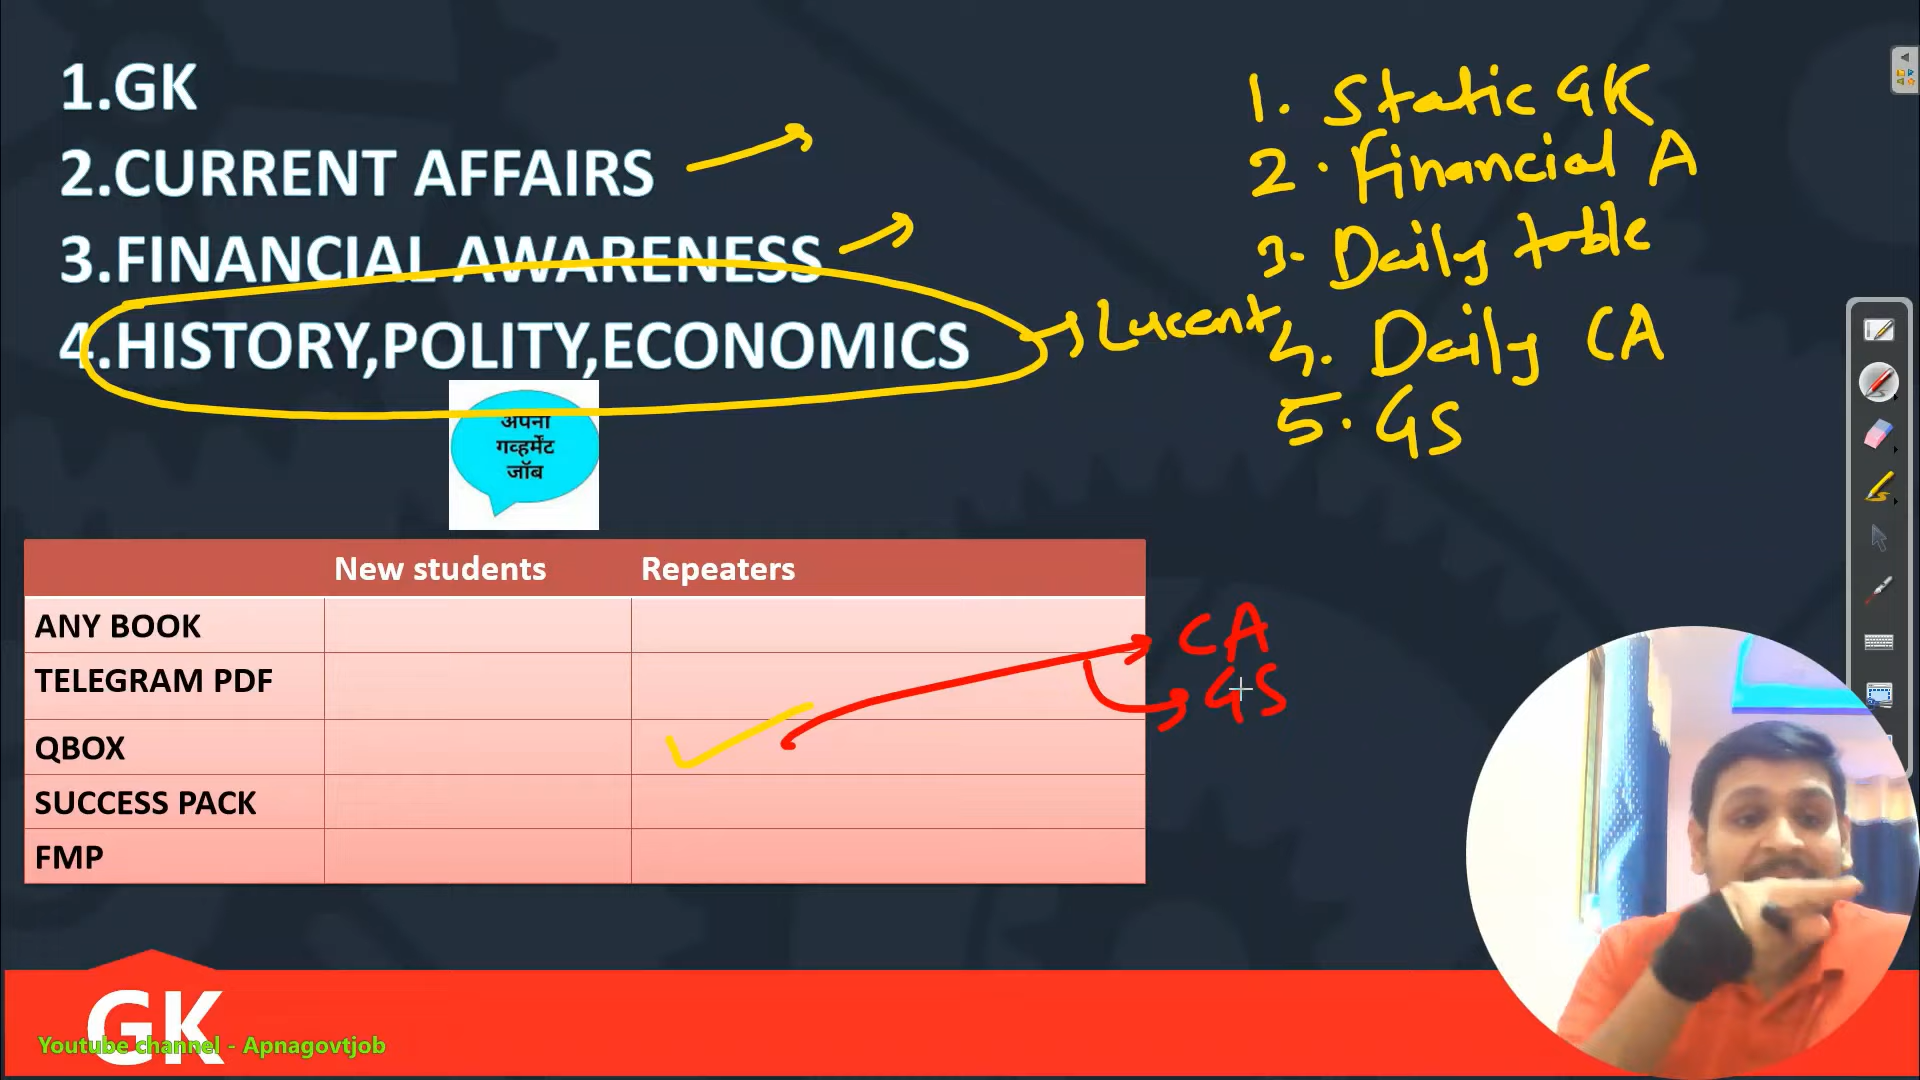 1.GK
2.CURRENT AFFAIRS
3.FINANCIAL AWARENESS
4.HISTORY,POLITY,ECONOMICS
Lucent
1. Static GK
2. Financial A
3. Daily table
4. Daily CA
5. GS
अपना
गव्हर्मेंट
जॉब
New students Repeaters
ANY BOOK
TELEGRAM PDF
QBOX
SUCCESS PACK
FMP
CA
GS
GK
Youtube channel - Apnagovtjob